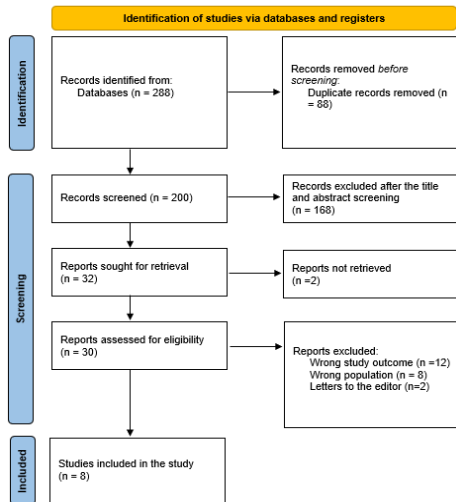 Identification of studies via databases and registers
Identification
Records identified from:
Databases (n = 288)
Records removed before
screening:
Duplicate records removed (n
= 88)
Screening
Records screened (n = 200)
Records excluded after the title
and abstract screening
(n = 168)
Reports sought for retrieval
(n = 32)
Reports not retrieved
(n =2)
Reports assessed for eligibility
(n = 30)
Reports excluded:
Wrong study outcome (n =12)
Wrong population (n = 8)
Letters to the editor (n=2)
Included
Studies included in the study
(n = 8)